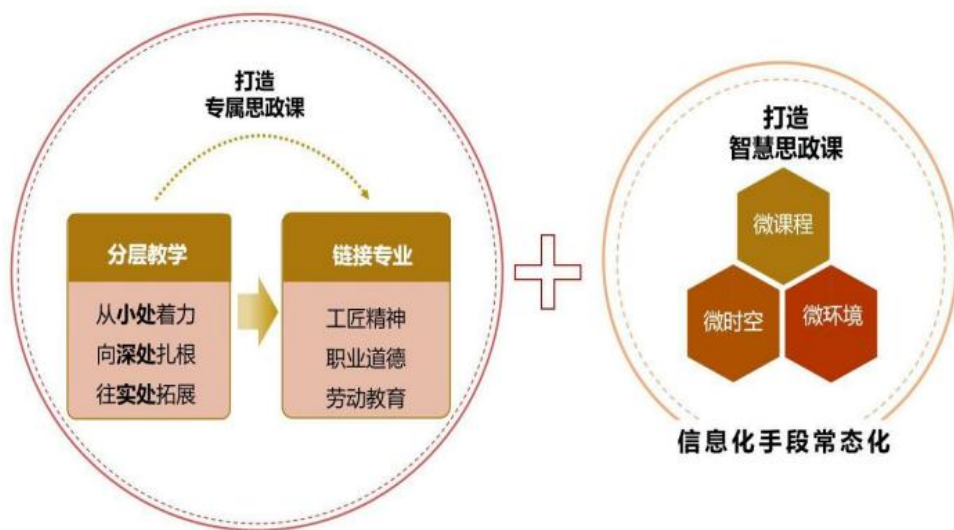 打造
专属思政课
分层教学
从小处着力
向深处扎根
往实处拓展
链接专业
工匠精神
职业道德
劳动教育
打造
智慧思政课
微课程
微时空
微环境
信息化手段常态化